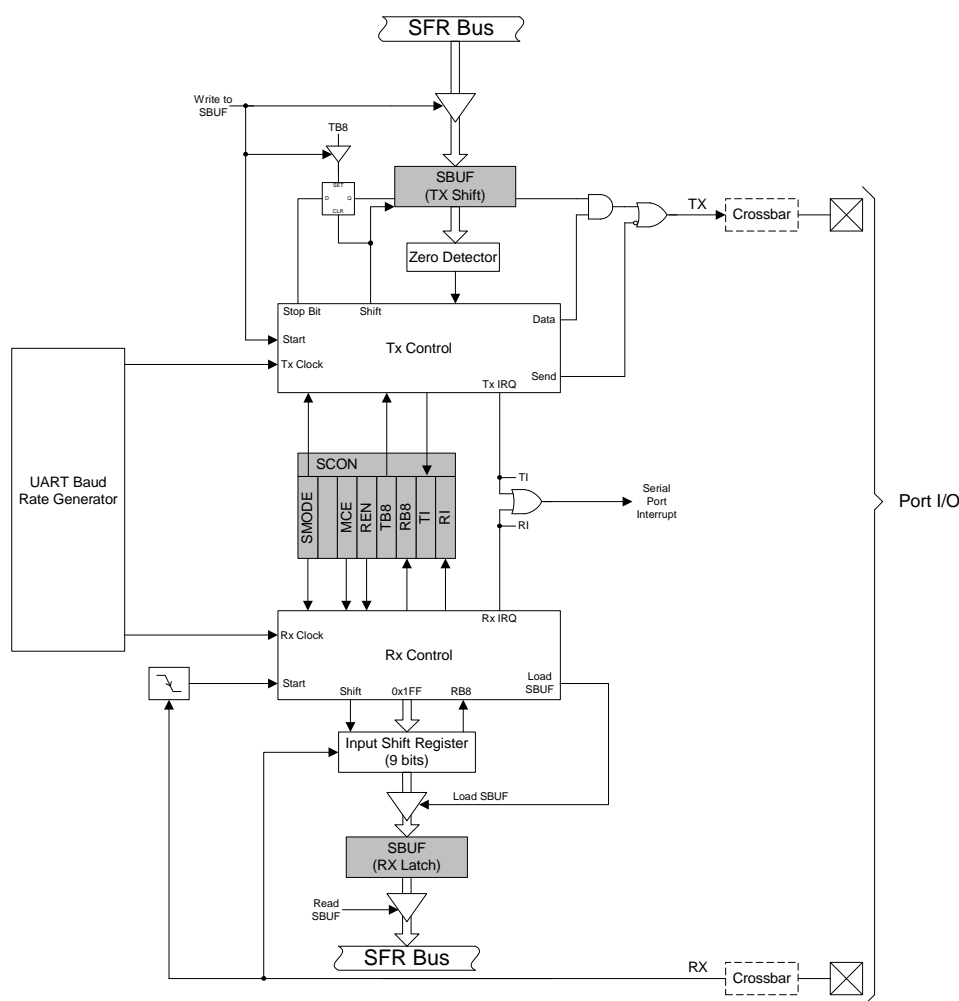 SFR Bus
Write to
SBUF
TB8
SET
D
Q
CLR
SBUF
(TX Shift)
TX
Crossbar
Zero Detector
Stop Bit
Shift
Data
Start
Tx Control
Tx Clock
Send
Tx IRQ
UART Baud
Rate Generator
SCON
SMODE
MCE
REN
TB8
RB8
TI
RI
TI
Serial
Port
Interrupt
RI
Port I/O
Rx IRQ
Rx Clock
Rx Control
Start
Load
SBUF
Shift
0x1FF
RB8
Input Shift Register
(9 bits)
Load SBUF
SBUF
(RX Latch)
Read
SBUF
SFR Bus
RX
Crossbar